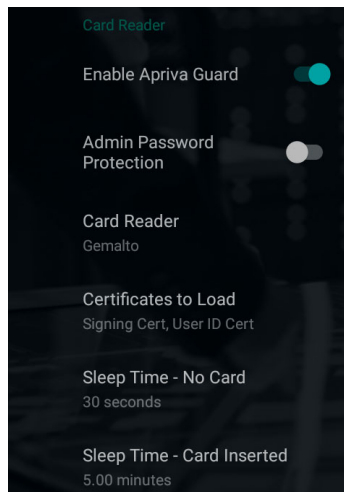 Card Reader
Enable Apriva Guard
Admin Password
Protection
Card Reader
Gemalto
Certificates to Load
Signing Cert, User ID Cert
Sleep Time - No Card
30 seconds
Sleep Time - Card Inserted
5.00 minutes